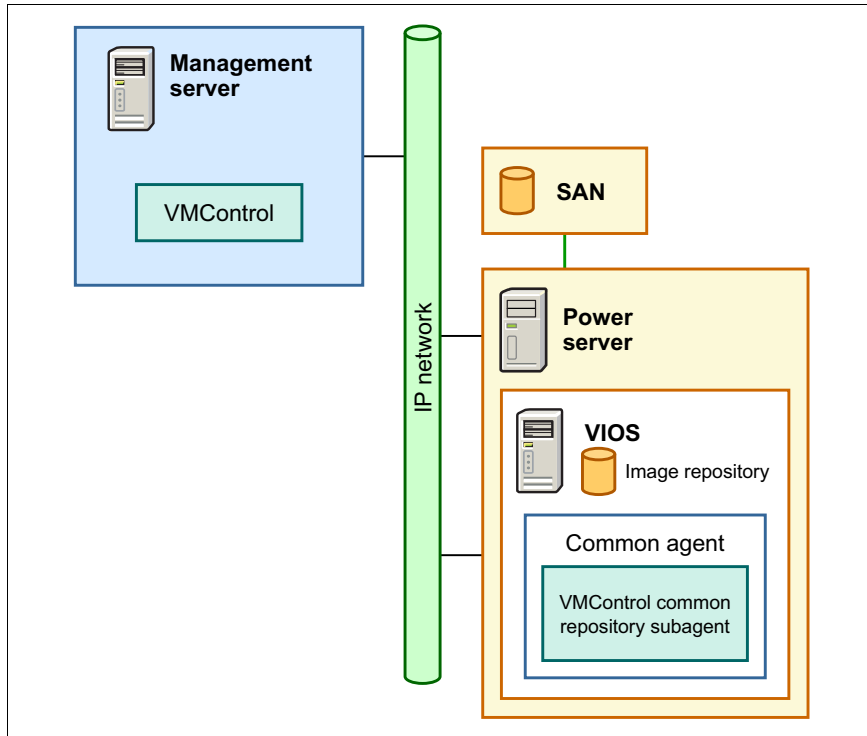 Management
server
VMControl
IP network
SAN
Power
server
VIOS
Image repository
Common agent
VMControl common
repository subagent